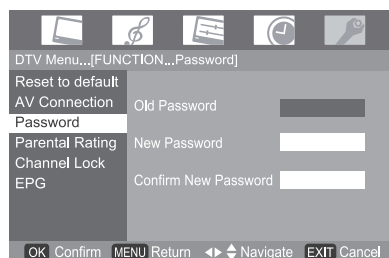 DTV Menu...[FUNCTION...Password]
Reset to default
AV Connection
Password
Parental Rating
Channel Lock
EPG
Old Password
New Password
Confirm New Password
OK Confirm MENU Return Navigate EXIT Cancel